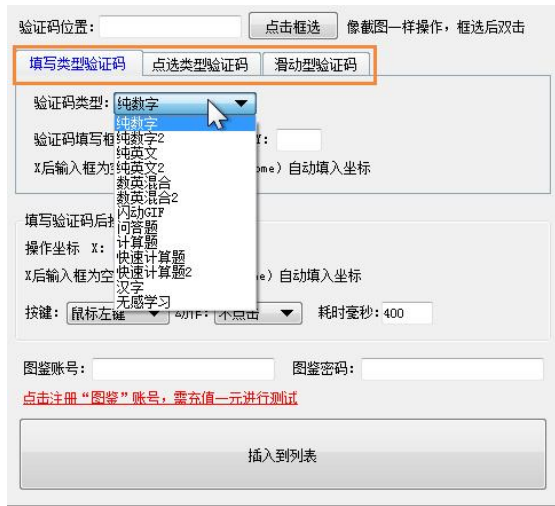 验证码位置： 点击框选 像截图一样操作，框选后双击
填写类型验证码 点选类型验证码 滑动型验证码
验证码类型： 纯数字
纯数字
验证码填写框 纯数字2 Y：
纯英文
X后输入框为 纯英文2 ome）自动填入坐标
数英混合
数英混合2
填写验证码后 闪动GIF
问答题
操作坐标 X： 计算题
快速计算题
X后输入框为空 快速计算题2 e）自动填入坐标
汉字
无感学习
按键： 鼠标左键 动作： 不点击 耗时毫秒： 400
图鉴账号： 图鉴密码：
点击注册“图鉴”账号，需充值一元进行测试
插入到列表